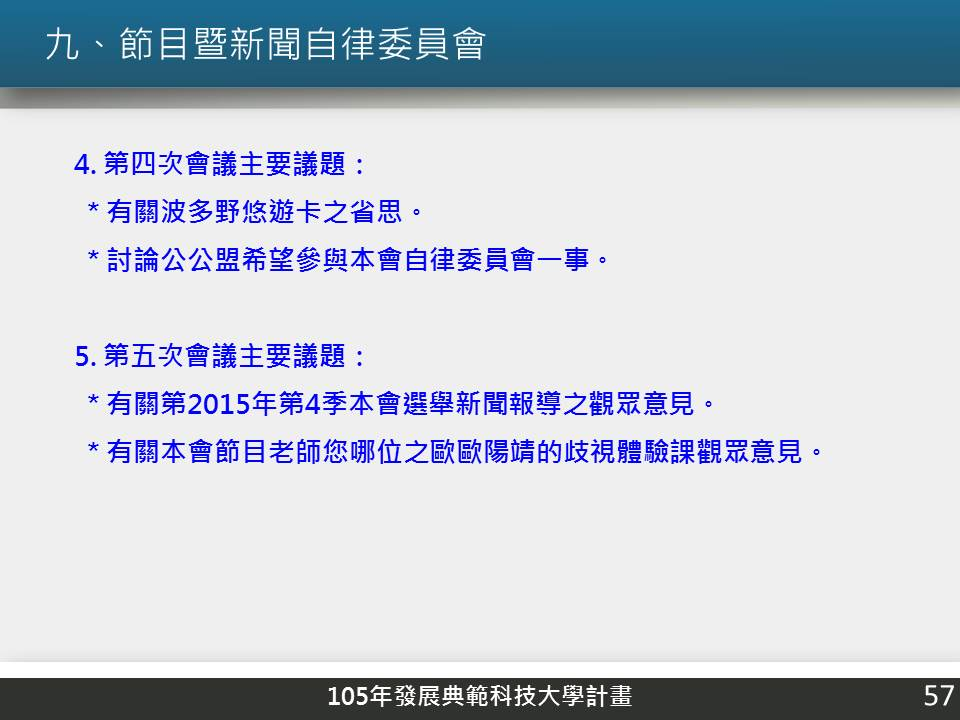 九、節目暨新聞自律委員會
4. 第四次會議主要議題：
* 有關波多野悠遊卡之省思。
* 討論公公盟希望參與本會自律委員會一事。
5. 第五次會議主要議題：
* 有關第2015年第4季本會選舉新聞報導之觀眾意見。
* 有關本會節目老師您哪位之歐歐陽靖的歧視體驗課觀眾意見。
105年發展典範科技大學計畫
57